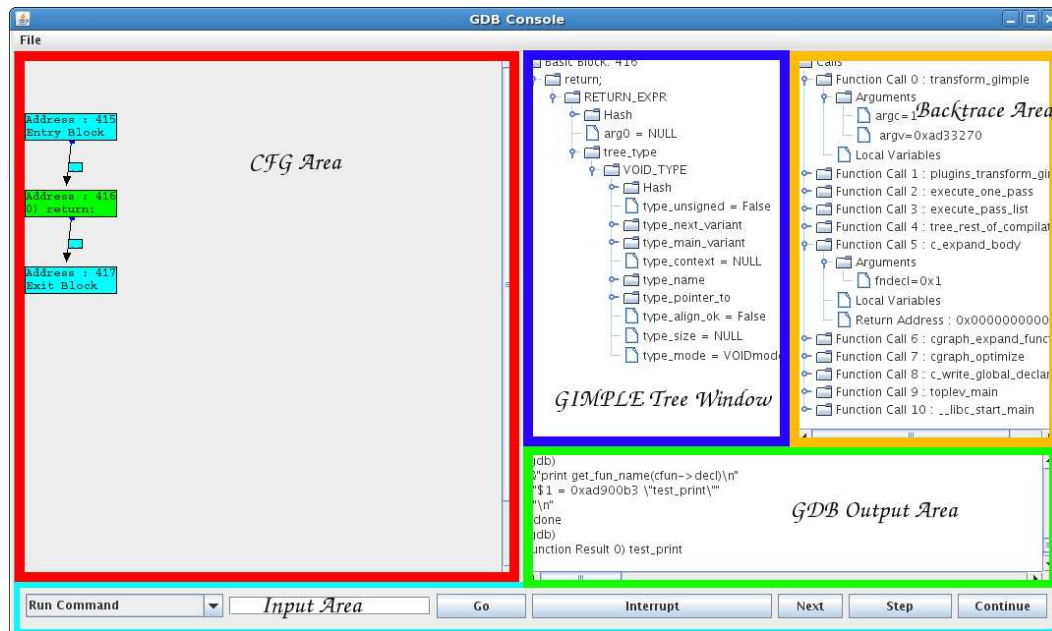 GDB Console
File
Address : 415
Entry Block
Address : 416
0) return;
Address : 417
Exit Block
CFG Area
Basic Block: 416
return;
RETURN_EXPR
Hash
arg0 = NULL
tree_type
VOID_TYPE
Hash
type_unsigned = False
type_next_variant
type_main_variant
type_context = NULL
type_name
type_pointer_to
type_align_ok = False
type_size = NULL
type_mode = VOIDmode
GIMPLE Tree Window
Calls
Function Call 0 : transform_gimple
Arguments
argc=1
argv=0xad33270
Local Variables
Function Call 1 : plugins_transform_gi
Function Call 2 : execute_one_pass
Function Call 3 : execute_pass_list
Function Call 4 : tree_rest_of_compilat
Function Call 5 : c_expand_body
Arguments
fndecl=0x1
Local Variables
Return Address : 0x0000000000
Function Call 6 : cgraph_expand_func
Function Call 7 : cgraph_optimize
Function Call 8 : c_write_global_declar
Function Call 9 : toplev_main
Function Call 10 : __libc_start_main
Backtrace Area
gdb)
&"print get_fun_name(cfun->decl)\n"
"$1 = 0xad900b3 \"test_print\""
"\n"
done
gdb)
unction Result 0) test_print
GDB Output Area
Run Command
Input Area
Go
Interrupt
Next
Step
Continue